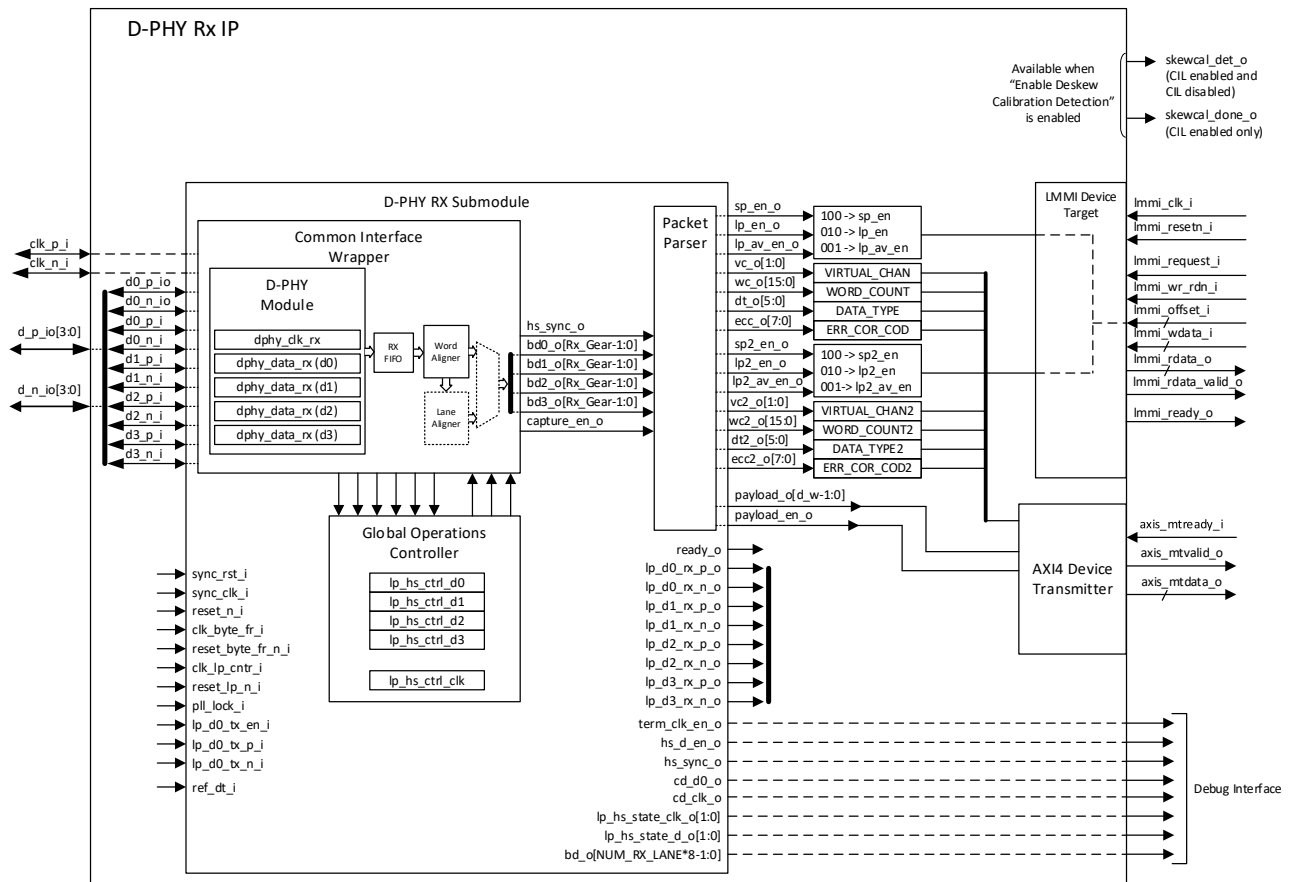 D-PHY Rx IP
Available when
“Enable Deskew
Calibration Detection”
is enabled
skewcal_det_o
(CIL enabled and
CIL disabled)
skewcal_done_o
(CIL enabled only)
D-PHY RX Submodule
Common Interface
Wrapper
D-PHY
Module
dphy_clk_rx
dphy_data_rx (d0)
dphy_data_rx (d1)
dphy_data_rx (d2)
dphy_data_rx (d3)
RX
FIFO
Word
Aligner
Lane
Aligner
clk_p_i
clk_n_i
d_p_io[3:0]
d_n_io[3:0]
d0_p_io
d0_n_io
d0_p_i
d0_n_i
d1_p_i
d1_n_i
d2_p_i
d2_n_i
d3_p_i
d3_n_i
hs_sync_o
bd0_o[Rx_Gear-1:0]
bd1_o[Rx_Gear-1:0]
bd2_o[Rx_Gear-1:0]
bd3_o[Rx_Gear-1:0]
capture_en_o
Packet
Parser
sp_en_o
lp_en_o
lp_av_en_o
vc_o[1:0]
wc_o[15:0]
dt_o[5:0]
ecc_o[7:0]
sp2_en_o
lp2_en_o
lp2_av_en_o
vc2_o[1:0]
wc2_o[15:0]
dt2_o[5:0]
ecc2_o[7:0]
payload_o[d_w-1:0]
payload_en_o
100 -> sp_en
010 -> lp_en
001 -> lp_av_en
VIRTUAL_CHAN
WORD_COUNT
DATA_TYPE
ERR_COR_COD
100 -> sp2_en
010 -> lp2_en
001-> lp2_av_en
VIRTUAL_CHAN2
WORD_COUNT2
DATA_TYPE2
ERR_COR_COD2
LMMI Device
Target
lmmi_clk_i
lmmi_resetn_i
lmmi_request_i
lmmi_wr_rdn_i
lmmi_offset_i
lmmi_wdata_i
lmmi_rdata_o
lmmi_rdata_valid_o
lmmi_ready_o
AXI4 Device
Transmitter
axis_mtready_i
axis_mtvalid_o
axis_mtdata_o
Global Operations
Controller
lp_hs_ctrl_d0
lp_hs_ctrl_d1
lp_hs_ctrl_d2
lp_hs_ctrl_d3
lp_hs_ctrl_clk
sync_rst_i
sync_clk_i
reset_n_i
clk_byte_fr_i
reset_byte_fr_n_i
clk_lp_cntr_i
reset_lp_n_i
pll_lock_i
lp_d0_tx_en_i
lp_d0_tx_p_i
lp_d0_tx_n_i
ref_dt_i
ready_o
lp_d0_rx_p_o
lp_d0_rx_n_o
lp_d1_rx_p_o
lp_d1_rx_n_o
lp_d2_rx_p_o
lp_d2_rx_n_o
lp_d3_rx_p_o
lp_d3_rx_n_o
term_clk_en_o
hs_d_en_o
hs_sync_o
cd_d0_o
cd_clk_o
lp_hs_state_clk_o[1:0]
lp_hs_state_d_o[1:0]
bd_o[NUM_RX_LANE*8-1:0]
Debug Interface